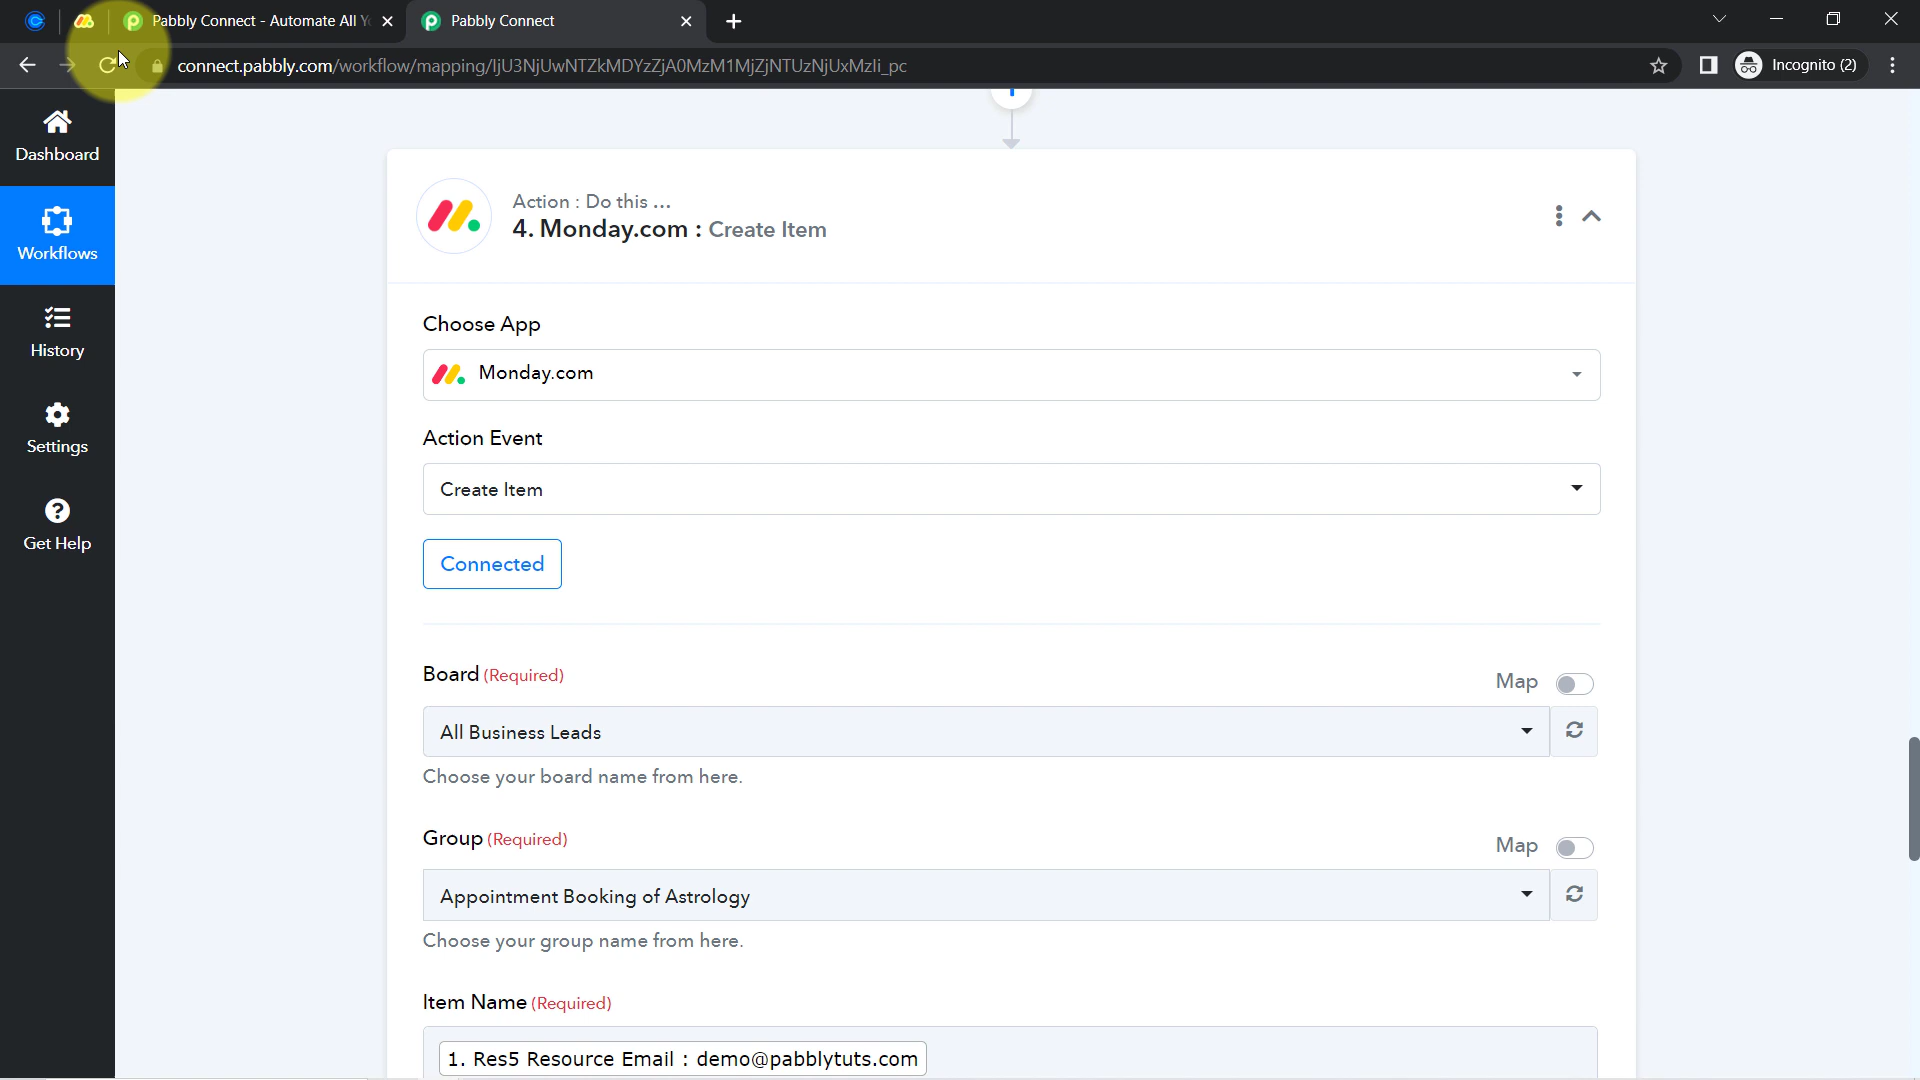 Pabbly Connect - Automate All Y
Pabbly Connect
connect.pabbly.com/workflow/mapping/IjU3NjUwNTZkMDYzZjA0MzM1MjZjNTUzNjUxMzIi_pc
Incognito (2)
Dashboard
Workflows
History
Settings
Get Help
Action : Do this ...
4. Monday.com : Create Item
Choose App
Monday.com
Action Event
Create Item
Connected
Board (Required)
Map
All Business Leads
Choose your board name from here.
Group (Required)
Map
Appointment Booking of Astrology
Choose your group name from here.
Item Name (Required)
1. Res5 Resource Email : demo@pabblytuts.com